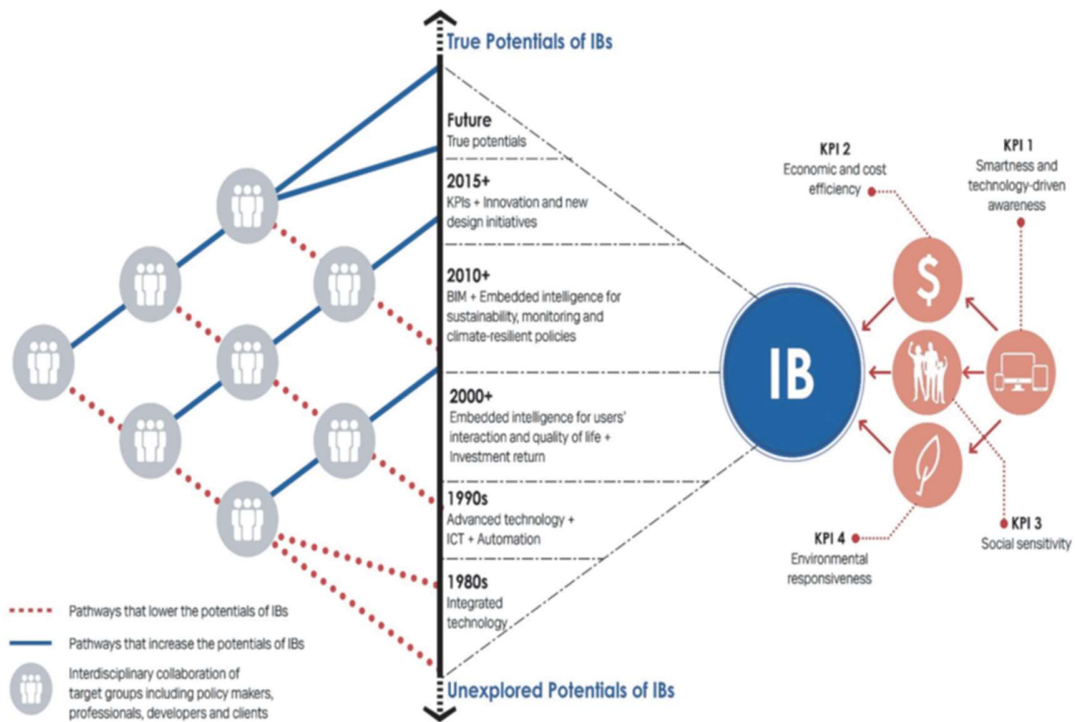 True Potentials of IBs
Future
True potentials
2015+
KPIs + Innovation and new
design initiatives
2010+
BIM + Embedded intelligence for
sustainability, monitoring and
climate-resilient policies
2000+
Embedded intelligence for users'
interaction and quality of life +
Investment return
1990s
Advanced technology +
ICT + Automation
1980s
Integrated
technology
Unexplored Potentials of IBs
IB
KPI 2
Economic and cost
efficiency
$
KPI 1
Smartness and
technology-driven
awareness
KPI 4
Environmental
responsiveness
KPI 3
Social sensitivity
Pathways that lower the potentials of IBs
Pathways that increase the potentials of IBs
Interdisciplinary collaboration of
target groups including policy makers,
professionals, developers and clients